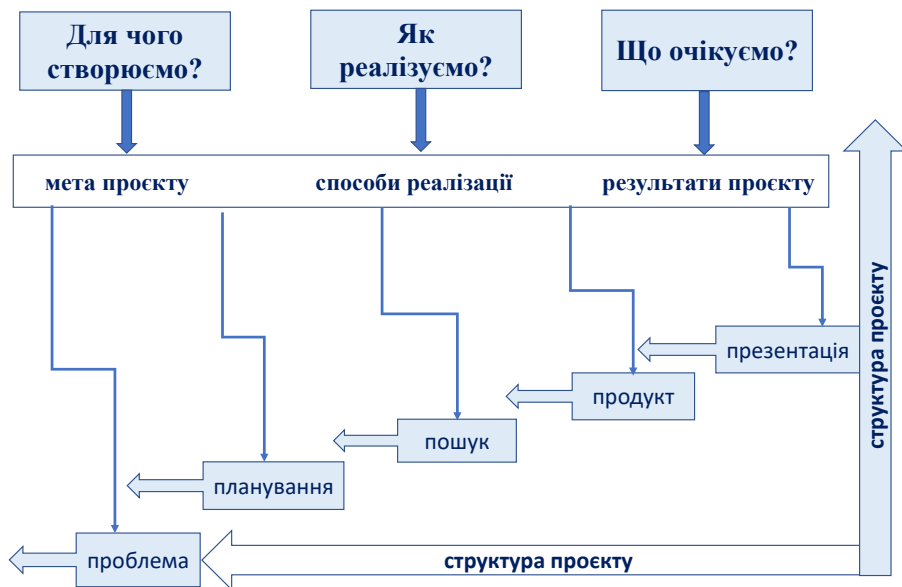 Для чого
створюємо?
Як
реалізуємо?
Що очікуємо?
мета проєкту
способи реалізації
результати проєкту
структура проєкту
презентація
продукт
пошук
планування
проблема
структура проєкту